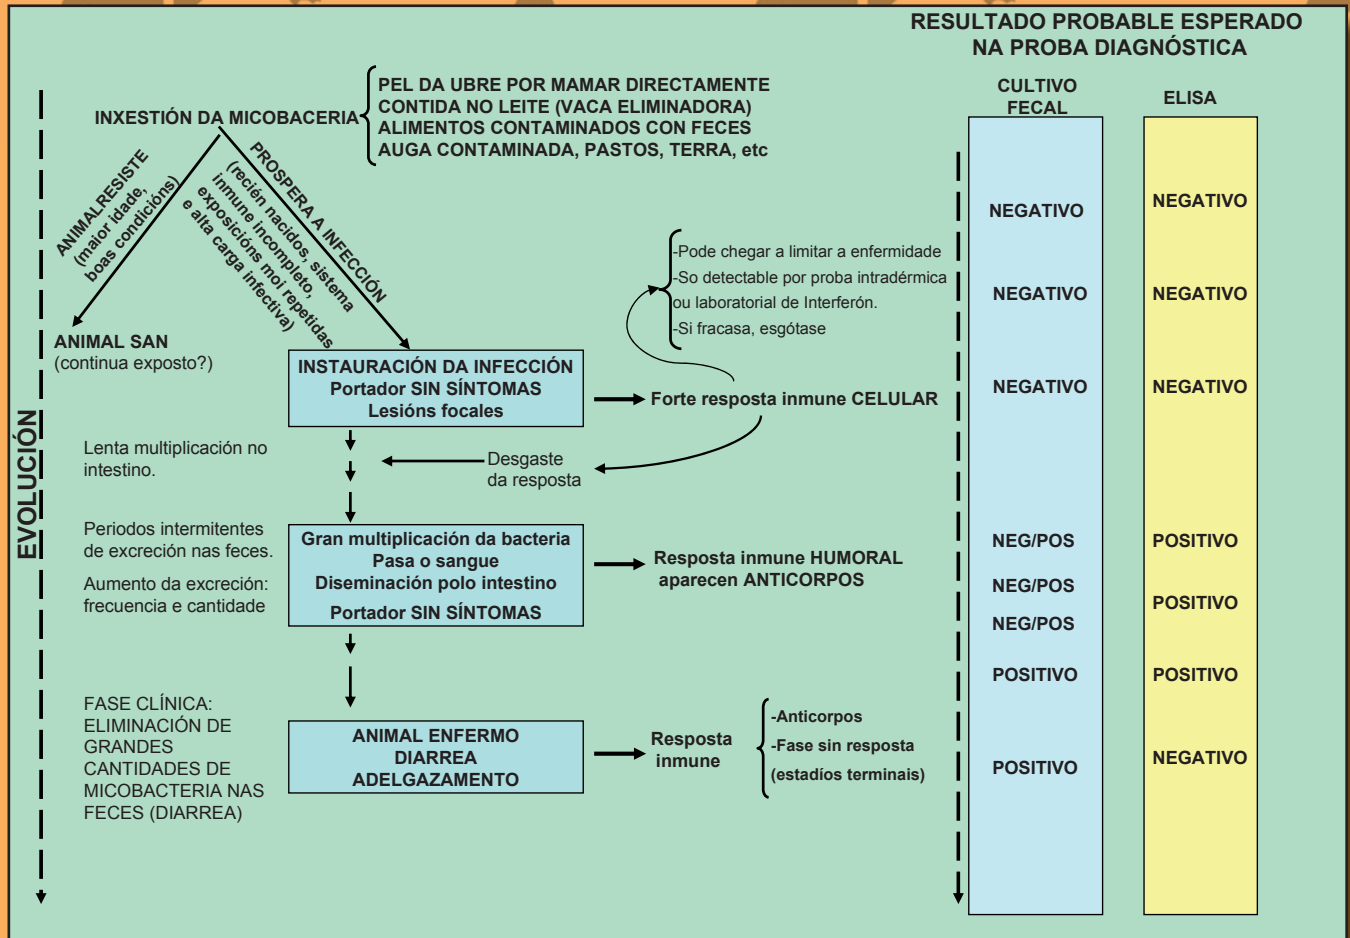 RESULTADO PROBABLE ESPERADO
NA PROBA DIAGNÓSTICA
CULTIVO
FECAL
ELISA
PEL DA UBRE POR MAMAR DIRECTAMENTE
CONTIDA NO LEITE (VACA ELIMINADORA)
ALIMENTOS CONTAMINADOS CON FECES
AUGA CONTAMINADA, PASTOS, TERRA, etc
INXESTIÓN DA MICOBACERIA
ANIMALRESISTE
(maior idade,
boas condicións)
PROSPERA A INFECCIÓN
(recién nacidos, sistema
inmune incompleto,
exposicións moi repetidas
e alta carga infectiva)
ANIMAL SAN
(continua exposto?)
-Pode chegar a limitar a enfermidade
-So detectable por proba intradérmica
ou laboratorial de Interferón.
-Si fracasa, esgótase
INSTAURACIÓN DA INFECCIÓN
Portador SIN SÍNTOMAS
Lesións focales
Forte resposta inmune CELULAR
EVOLUCIÓN
Lenta multiplicación no
intestino.
Desgaste
da resposta
Periodos intermitentes
de excreción nas feces.
Aumento da excreción:
frecuencia e cantidade
Gran multiplicación da bacteria
Pasa o sangue
Diseminación polo intestino
Portador SIN SÍNTOMAS
Resposta inmune HUMORAL
aparecen ANTICORPOS
FASE CLÍNICA:
ELIMINACIÓN DE
GRANDES
CANTIDADES DE
MICOBACTERIA NAS
FECES (DIARREA)
ANIMAL ENFERMO
DIARREA
ADELGAZAMENTO
Resposta
inmune
-Anticorpos
-Fase sin resposta
(estadíos terminais)
NEGATIVO
NEGATIVO
NEGATIVO
NEG/POS
NEG/POS
NEG/POS
POSITIVO
POSITIVO
NEGATIVO
NEGATIVO
NEGATIVO
POSITIVO
POSITIVO
POSITIVO
NEGATIVO